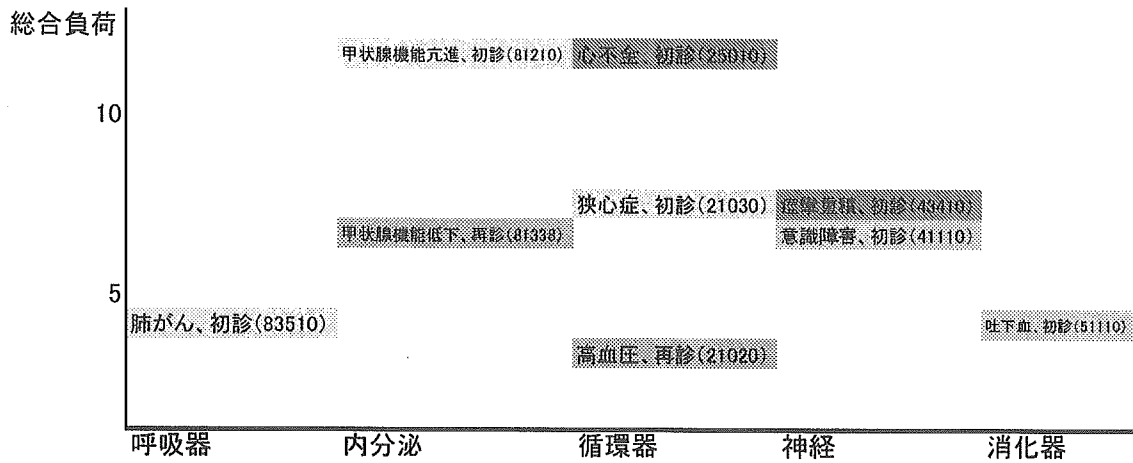 総合負荷
甲状腺機能亢進、初診(81210)
心不全、初診(25010)
10
狭心症、初診(21030)
痙攣重積、初診(43410)
甲状腺機能低下、再診(81338)
意識障害、初診(41110)
5
肺がん、初診(83510)
吐下血、初診(51110)
高血圧、再診(21020)
呼吸器
内分泌
循環器
神経
消化器